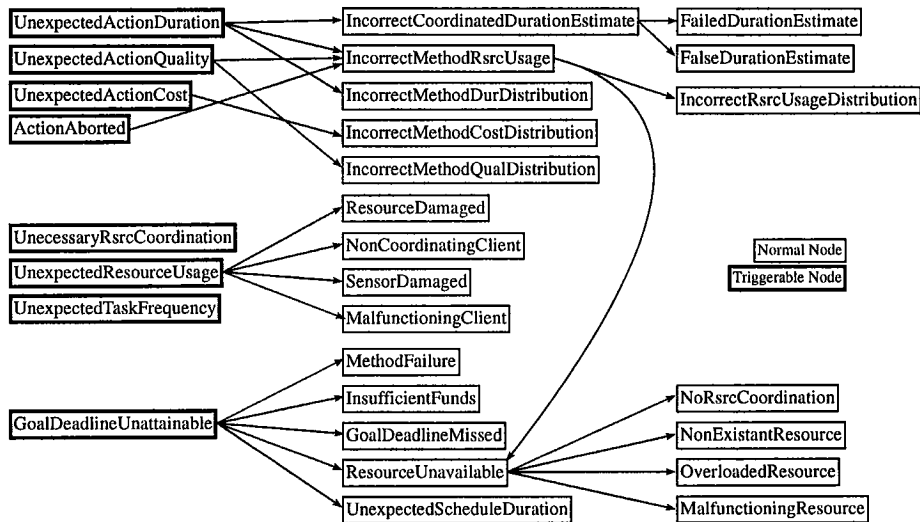 UnexpectedActionDuration
IncorrectCoordinatedDurationEstimate
FailedDurationEstimate
UnexpectedActionQuality
IncorrectMethodRsrcUsage
FalseDurationEstimate
UnexpectedActionCost
IncorrectMethodDurDistribution
IncorrectRsrcUsageDistribution
ActionAborted
IncorrectMethodCostDistribution
IncorrectMethodQualDistribution
ResourceDamaged
UnecessaryRsrcCoordination
NonCoordinatingClient
Normal Node
UnexpectedResourceUsage
SensorDamaged
Triggerable Node
UnexpectedTaskFrequency
MalfunctioningClient
MethodFailure
InsufficientFunds
NoRsrcCoordination
GoalDeadlineUnattainable
GoalDeadlineMissed
NonExistantResource
ResourceUnavailable
OverloadedResource
UnexpectedScheduleDuration
MalfunctioningResource